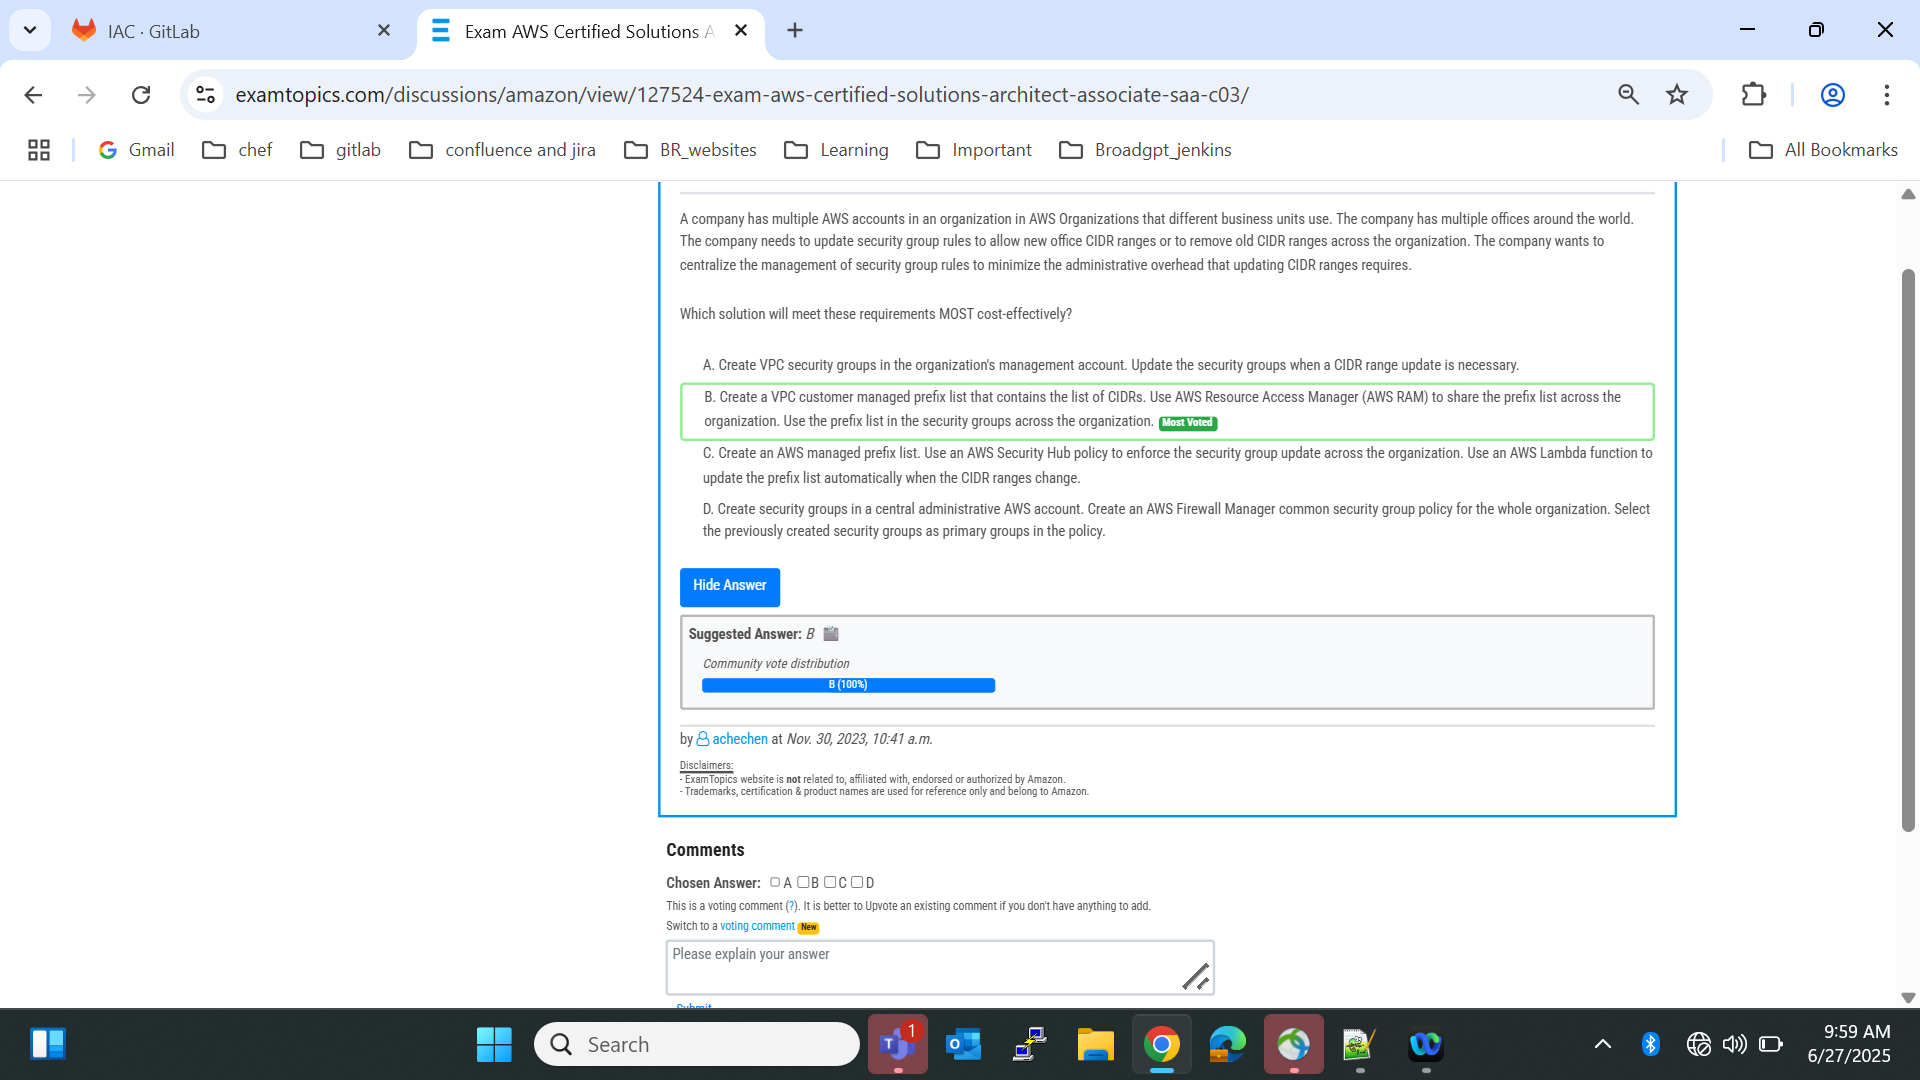 IAC · GitLab
Exam AWS Certified Solutions A
examtopics.com/discussions/amazon/view/127524-exam-aws-certified-solutions-architect-associate-saa-c03/
Gmail
chef
gitlab
confluence and jira
BR_websites
Learning
Important
Broadgpt_jenkins
All Bookmarks
A company has multiple AWS accounts in an organization in AWS Organizations that different business units use. The company has multiple offices around the world.
The company needs to update security group rules to allow new office CIDR ranges or to remove old CIDR ranges across the organization. The company wants to
centralize the management of security group rules to minimize the administrative overhead that updating CIDR ranges requires.
Which solution will meet these requirements MOST cost-effectively?
A. Create VPC security groups in the organization's management account. Update the security groups when a CIDR range update is necessary.
B. Create a VPC customer managed prefix list that contains the list of CIDRs. Use AWS Resource Access Manager (AWS RAM) to share the prefix list across the
organization. Use the prefix list in the security groups across the organization. Most Voted
C. Create an AWS managed prefix list. Use an AWS Security Hub policy to enforce the security group update across the organization. Use an AWS Lambda function to
update the prefix list automatically when the CIDR ranges change.
D. Create security groups in a central administrative AWS account. Create an AWS Firewall Manager common security group policy for the whole organization. Select
the previously created security groups as primary groups in the policy.
Hide Answer
Suggested Answer: B
Community vote distribution
B (100%)
by achechen at Nov. 30, 2023, 10:41 a.m.
Disclaimers:
- ExamTopics website is not related to, affiliated with, endorsed or authorized by Amazon.
- Trademarks, certification & product names are used for reference only and belong to Amazon.
Comments
Chosen Answer: A B C D
This is a voting comment (?). It is better to Upvote an existing comment if you don't have anything to add.
Switch to a voting comment New
Please explain your answer
Submit
Search
1
9:59 AM
6/27/2025